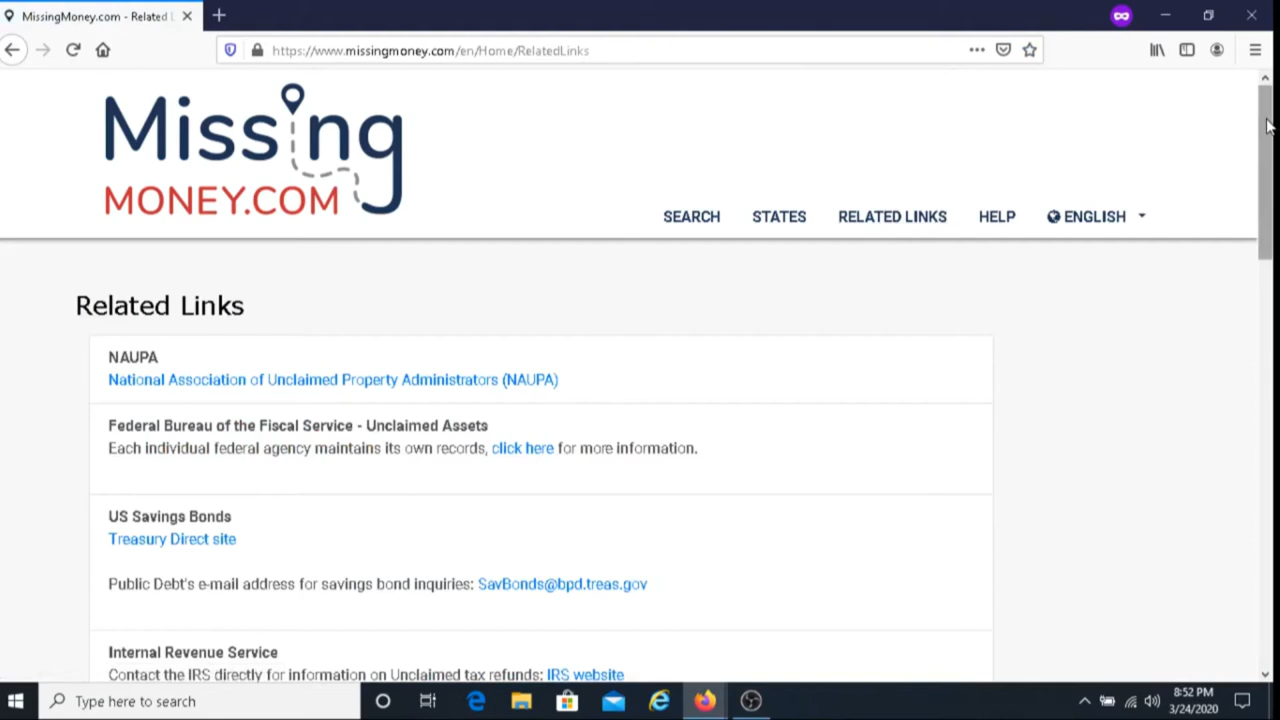 MissingMoney.com - Related L
https://www.missingmoney.com/en/Home/RelatedLinks
Missing
MONEY.COM
SEARCH STATES RELATED LINKS HELP ENGLISH
Related Links
NAUPA
National Association of Unclaimed Property Administrators (NAUPA)
Federal Bureau of the Fiscal Service - Unclaimed Assets
Each individual federal agency maintains its own records, click here for more information.
US Savings Bonds
Treasury Direct site
Public Debt's e-mail address for savings bond inquiries: SavBonds@bpd.treas.gov
Internal Revenue Service
Contact the IRS directly for information on Unclaimed tax refunds: IRS website
Type here to search
8:52 PM
3/24/2020